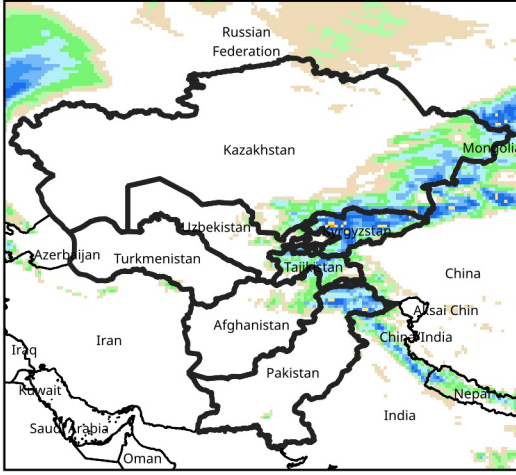 Russian
Federation
Kazakhstan
Mongolia
Uzbekistan
Kyrgyzstan
Azerbaijan
Turkmenistan
Tajikistan
China
Aksai Chin
Afghanistan
Iran
China/India
Iraq
Pakistan
Kuwait
Nepal
India
Saudi Arabia
Oman